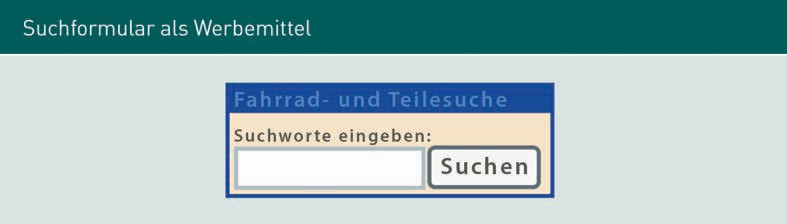 Suchformular als Werbemittel
Fahrrad- und Teilesuche
Suchworte eingeben:
Suchen